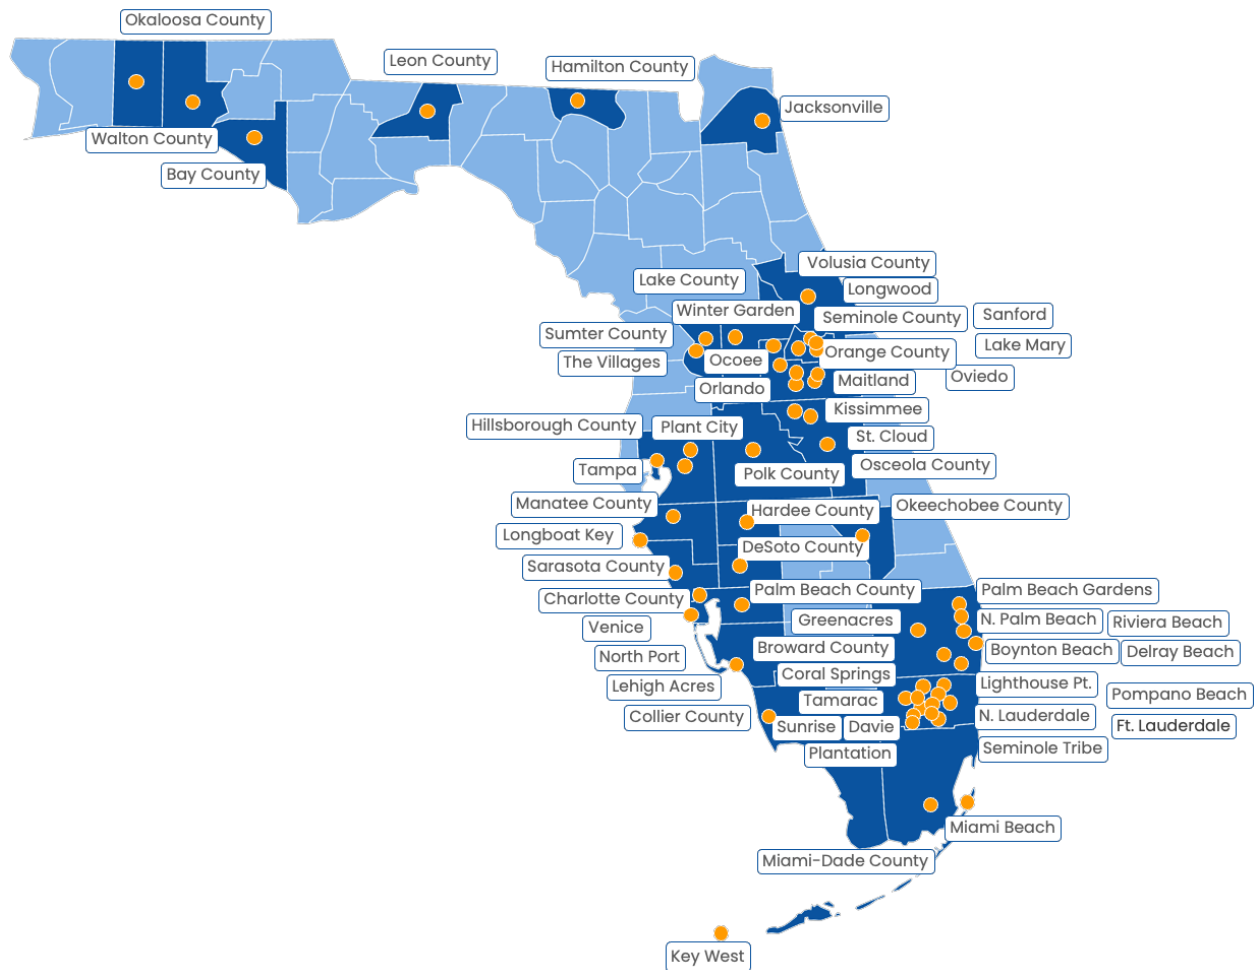 Okaloosa County
Leon County
Hamilton County
Jacksonville
Walton County
Bay County
Volusia County
Lake County
Longwood
Winter Garden
Seminole County
Sanford
Sumter County
Lake Mary
The Villages
Ocoee
Orange County
Orlando
Maitland
Oviedo
Kissimmee
Hillsborough County
Plant City
St. Cloud
Tampa
Polk County
Osceola County
Manatee County
Hardee County
Okeechobee County
Longboat Key
DeSoto County
Sarasota County
Charlotte County
Palm Beach County
Palm Beach Gardens
Venice
Greenacres
N. Palm Beach
Riviera Beach
North Port
Broward County
Boynton Beach
Delray Beach
Lehigh Acres
Coral Springs
Lighthouse Pt.
Pompano Beach
Collier County
Tamarac
N. Lauderdale
Ft. Lauderdale
Sunrise
Davie
Plantation
Seminole Tribe
Miami Beach
Miami-Dade County
Key West